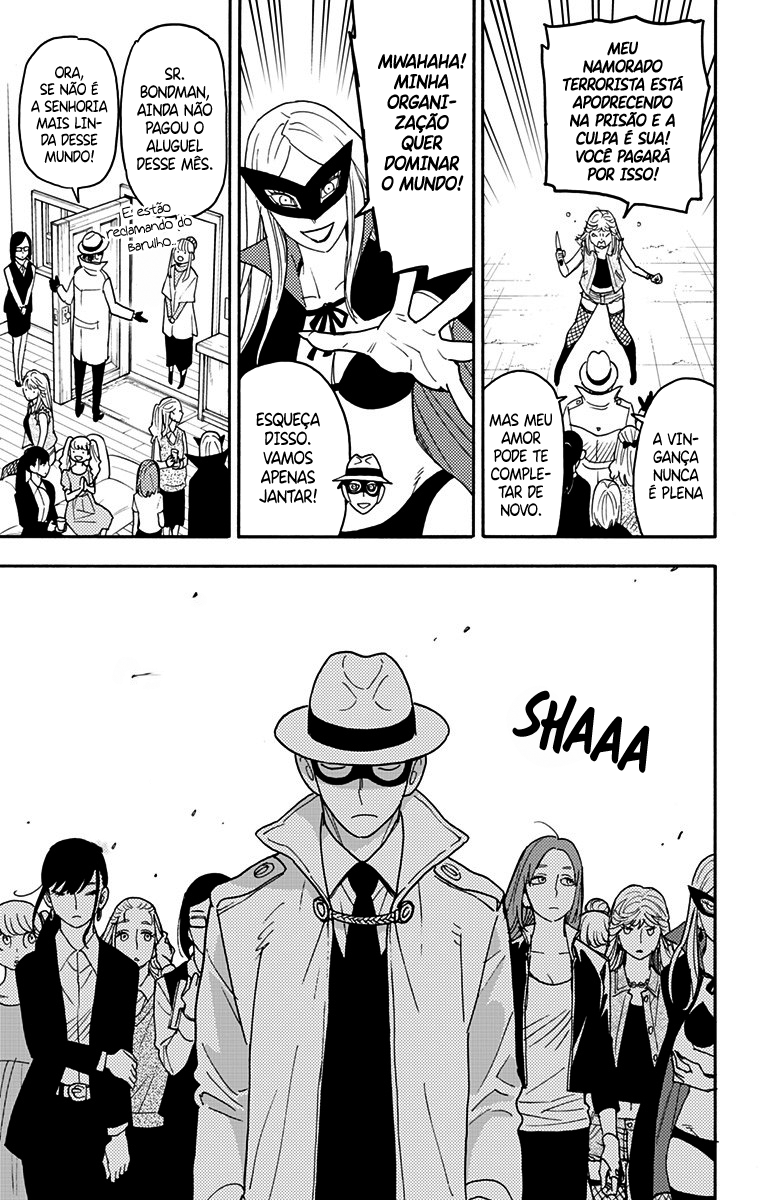 MEU
NAMORADO
TERRORISTA ESTÁ
APODRECENDO
NA PRISÃO E A
CULPA É SUA!
VOCÊ PAGARÁ
POR ISSO!
A VIN-
GANÇA
NUNCA
É PLENA
MAS MEU
AMOR
PODE TE
COMPLE-
TAR DE
NOVO.
MWAHAHA!
MINHA
ORGANI-
ZAÇÃO
QUER
DOMINAR
O MUNDO!
ESQUEÇA
DISSO.
VAMOS
APENAS
JANTAR!
SR.
BONDMAN,
AINDA NÃO
PAGOU O
ALUGUEL
DESSE MÊS.
E estão
reclamando do
barulho...
ORA,
SE NÃO É
A SENHORIA
MAIS LIN-
DA DESSE
MUNDO!
SHAAA